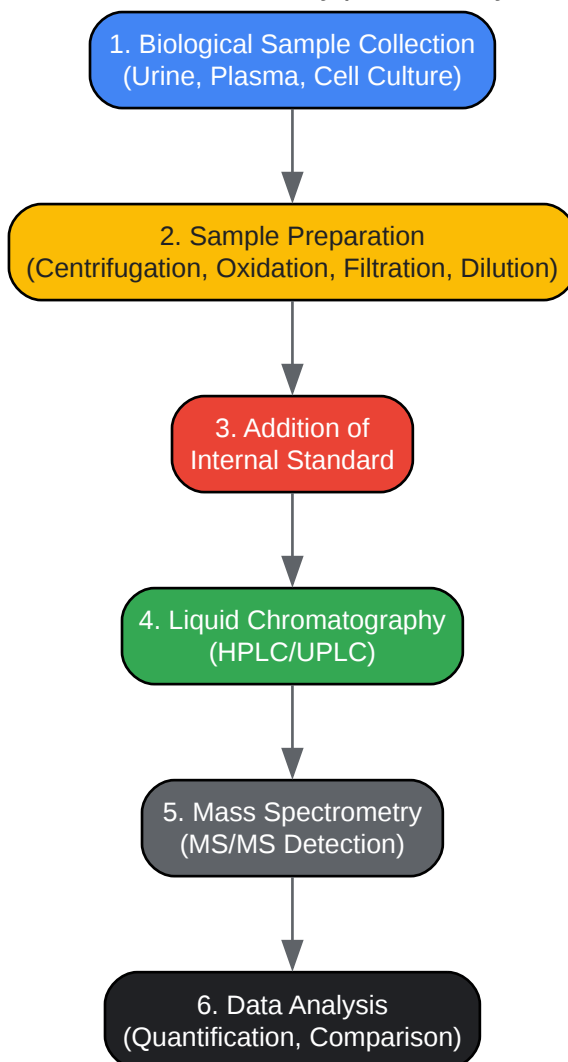 1. Biological Sample Collection
(Urine, Plasma, Cell Culture)
2. Sample Preparation
(Centrifugation, Oxidation, Filtration, Dilution)
3. Addition of
Internal Standard
4. Liquid Chromatography
(HPLC/UPLC)
5. Mass Spectrometry
(MS/MS Detection)
6. Data Analysis
(Quantification, Comparison)